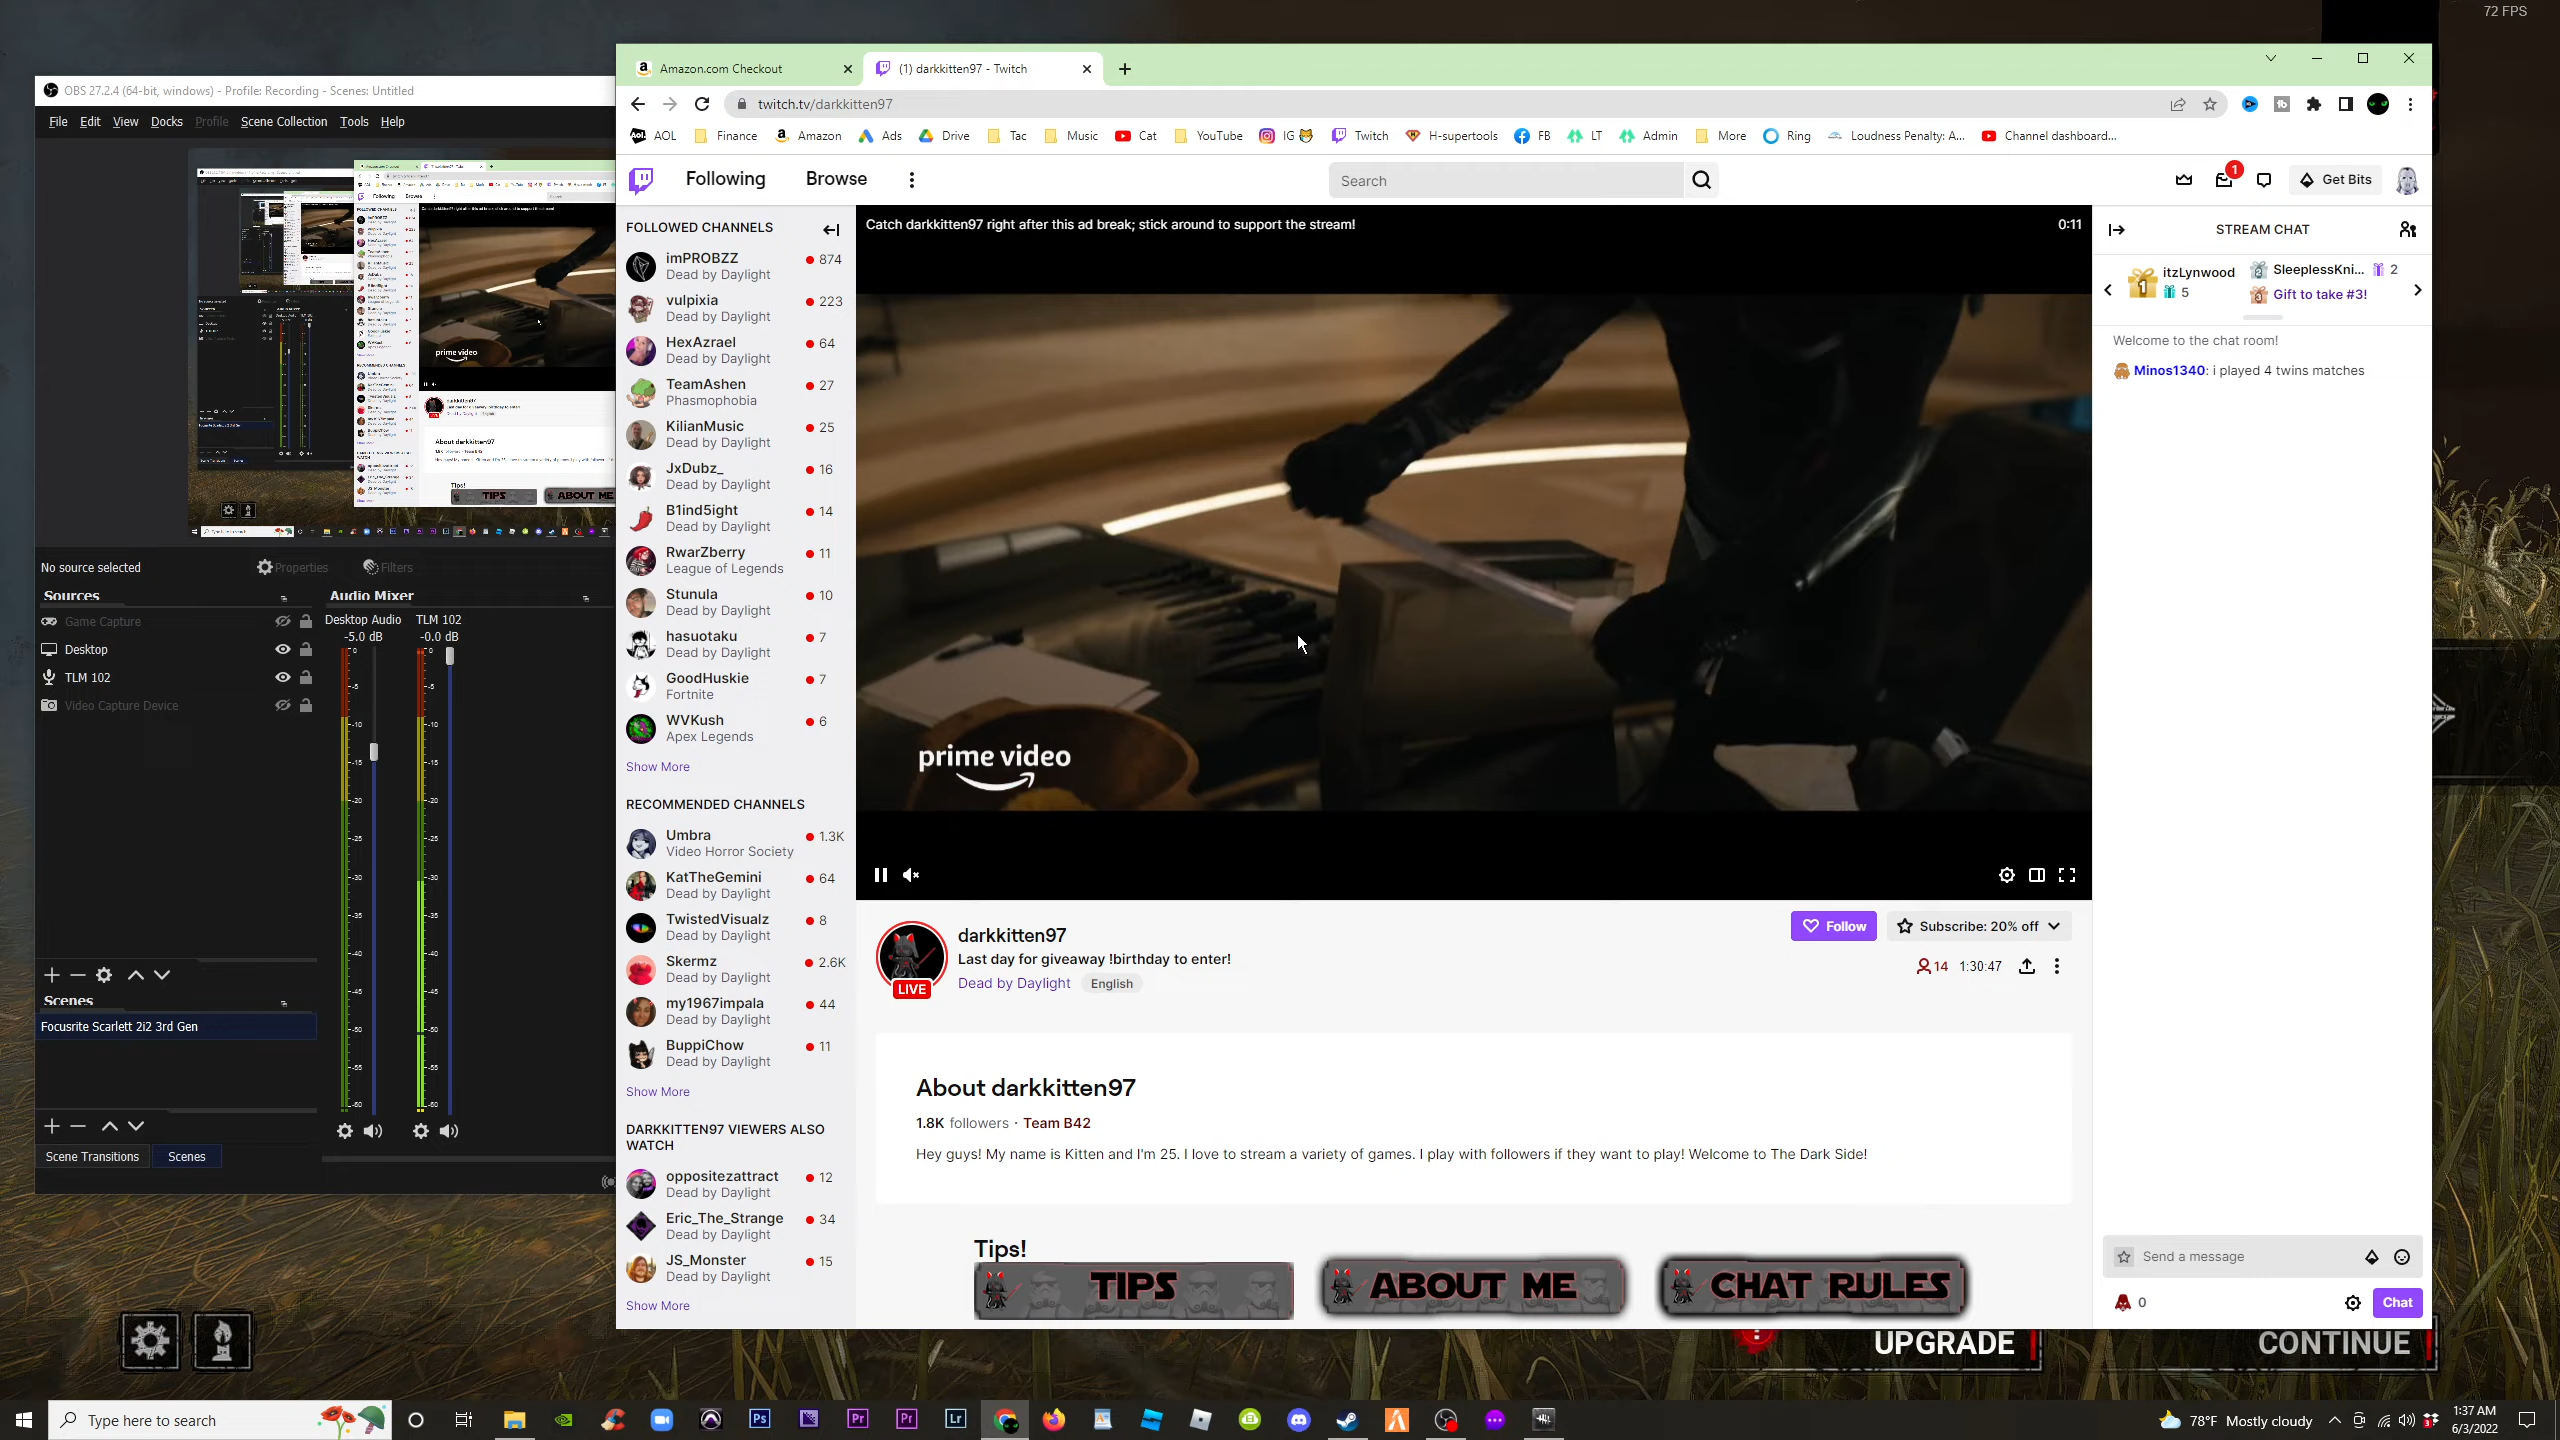 72 FPS
OBS 27.2.4 (64-bit, windows) - Profile: Recording - Scenes: Untitled
File Edit View Docks Profile Scene Collection Tools Help
No source selected
Properties Filters
Sources
Game Capture
Desktop
TLM 102
Video Capture Device
Audio Mixer
Desktop Audio TLM 102
-5.0 dB -0.0 dB
Scenes
Focusrite Scarlett 2i2 3rd Gen
Scene Transitions Scenes
Amazon.com Checkout
(1) darkkitten97 - Twitch
twitch.tv/darkkitten97
AOL Finance Amazon Ads Drive Tac Music Cat YouTube IG Twitch H-supertools FB LT Admin More Ring Loudness Penalty: A... Channel dashboard...
Following Browse
Search
1
Get Bits
FOLLOWED CHANNELS
imPROBZZ 874
Dead by Daylight
vulpixia 223
Dead by Daylight
HexAzrael 64
Dead by Daylight
TeamAshen 27
Phasmophobia
KilianMusic 25
Dead by Daylight
JxDubz_ 16
Dead by Daylight
B1ind5ight 14
Dead by Daylight
RwarZberry 11
League of Legends
Stunula 10
Dead by Daylight
hasuotaku 7
Dead by Daylight
GoodHuskie 7
Fortnite
WVKush 6
Apex Legends
Show More
RECOMMENDED CHANNELS
Umbra 1.3K
Video Horror Society
KatTheGemini 64
Dead by Daylight
TwistedVisualz 8
Dead by Daylight
Skermz 2.6K
Dead by Daylight
my1967impala 44
Dead by Daylight
BuppiChow 11
Dead by Daylight
Show More
DARKKITTEN97 VIEWERS ALSO
WATCH
oppositezattract 12
Dead by Daylight
Eric_The_Strange 34
Dead by Daylight
JS_Monster 15
Dead by Daylight
Show More
Catch darkkitten97 right after this ad break; stick around to support the stream! 0:11
prime video
LIVE
darkkitten97
Last day for giveaway !birthday to enter!
Dead by Daylight English
Follow Subscribe: 20% off
14 1:30:47
About darkkitten97
1.8K followers · Team B42
Hey guys! My name is Kitten and I'm 25. I love to stream a variety of games. I play with followers if they want to play! Welcome to The Dark Side!
Tips!
TIPS ABOUT ME CHAT RULES
STREAM CHAT
1 itzLynwood 5
2 SleeplessKni... 2
3 Gift to take #3!
Welcome to the chat room!
Minos1340: i played 4 twins matches
Send a message
0
Chat
UPGRADE CONTINUE
Type here to search
Ps Pr Pr Lr
78°F Mostly cloudy
1:37 AM
6/3/2022